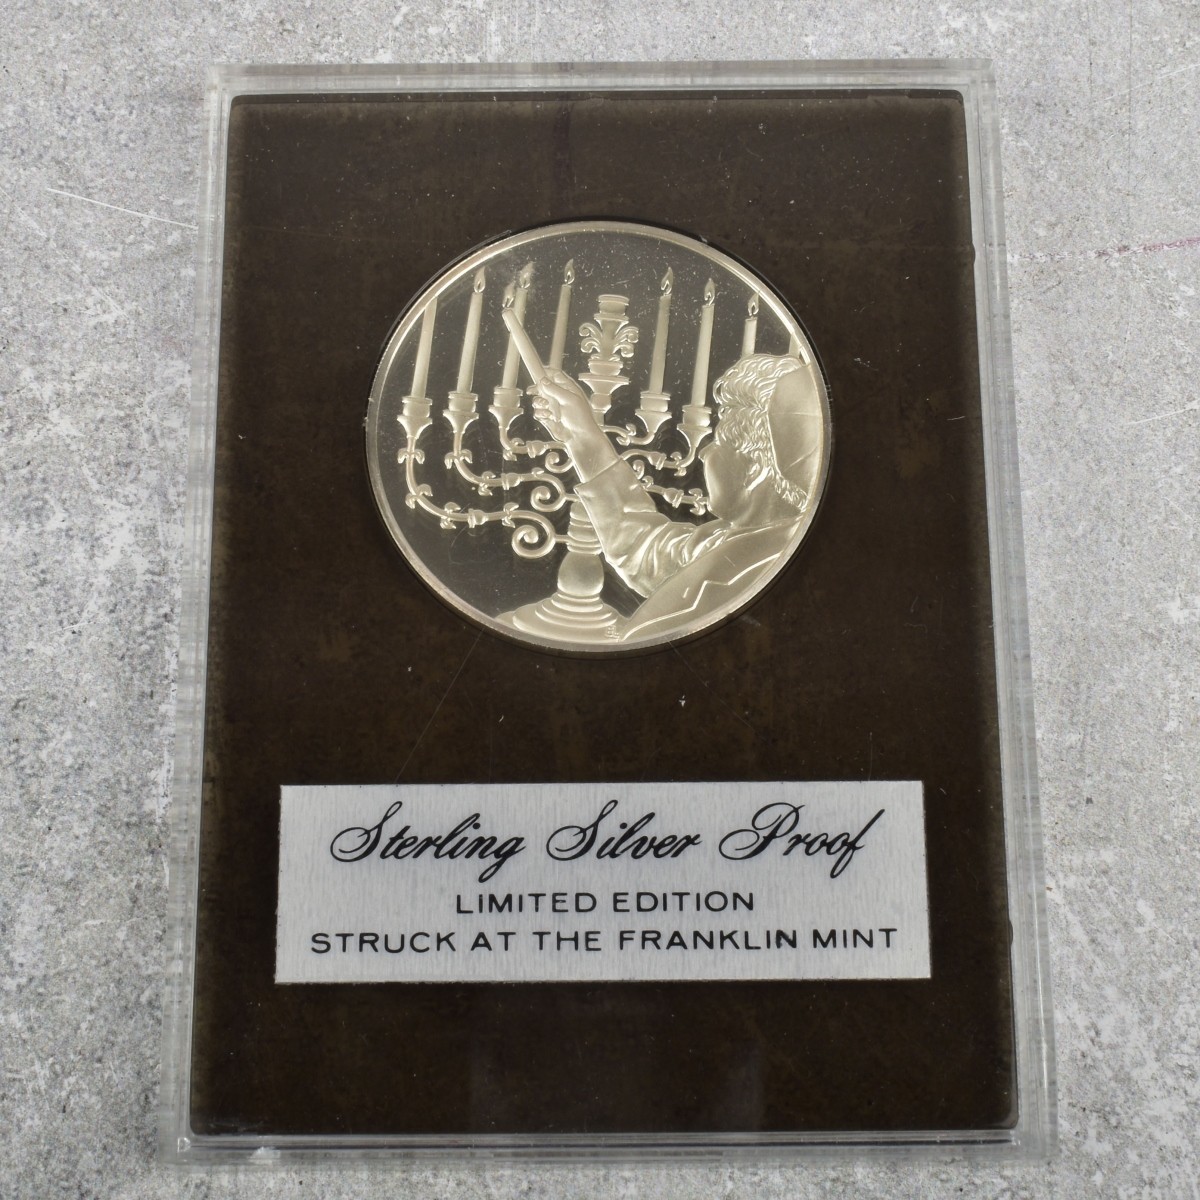 Sterling Silver Proof
LIMITED EDITION
STRUCK AT THE FRANKLIN MINT